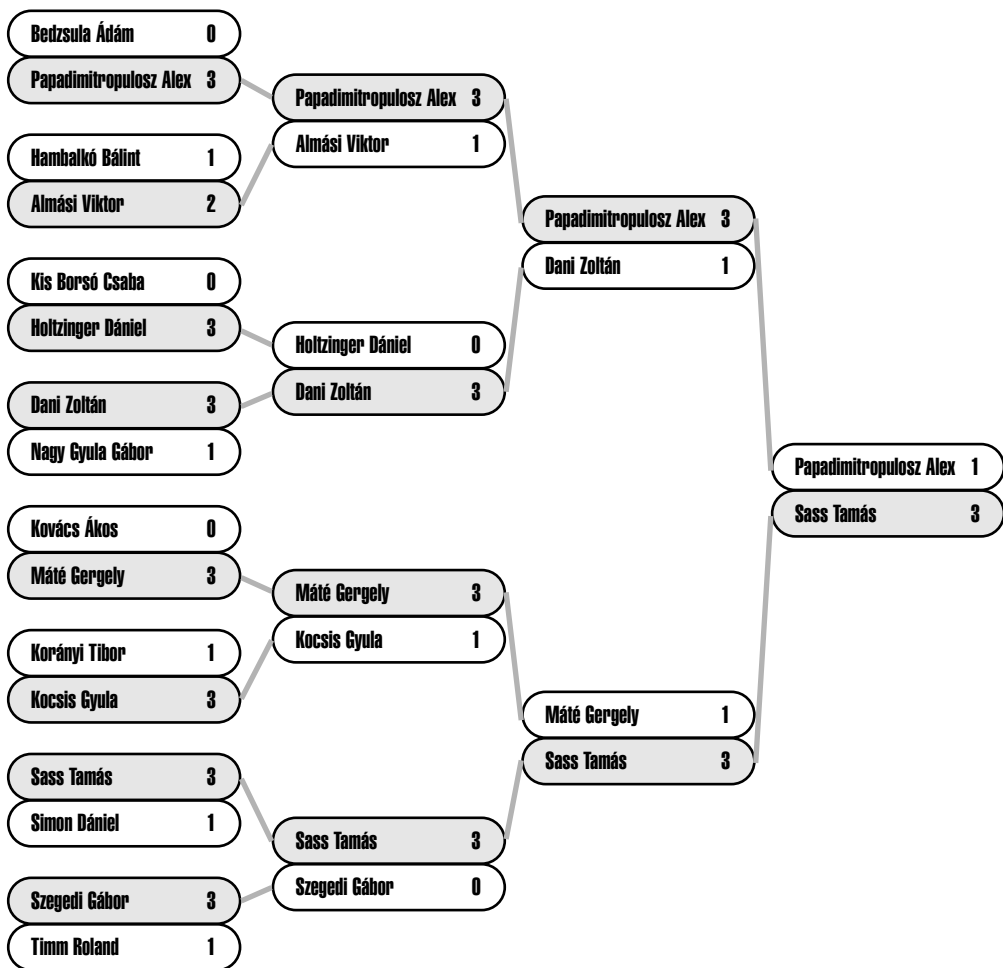 Bedzsula Ádám 0
Papadimitropulosz Alex 3
Hambalkó Bálint 1
Almási Viktor 2
Kis Borsó Csaba 0
Holtzinger Dániel 3
Dani Zoltán 3
Nagy Gyula Gábor 1
Kovács Ákos 0
Máté Gergely 3
Korányi Tibor 1
Kocsis Gyula 3
Sass Tamás 3
Simon Dániel 1
Szegedi Gábor 3
Timm Roland 1
Papadimitropulosz Alex 3
Almási Viktor 1
Holtzinger Dániel 0
Dani Zoltán 3
Máté Gergely 3
Kocsis Gyula 1
Sass Tamás 3
Szegedi Gábor 0
Papadimitropulosz Alex 3
Dani Zoltán 1
Máté Gergely 1
Sass Tamás 3
Papadimitropulosz Alex 1
Sass Tamás 3